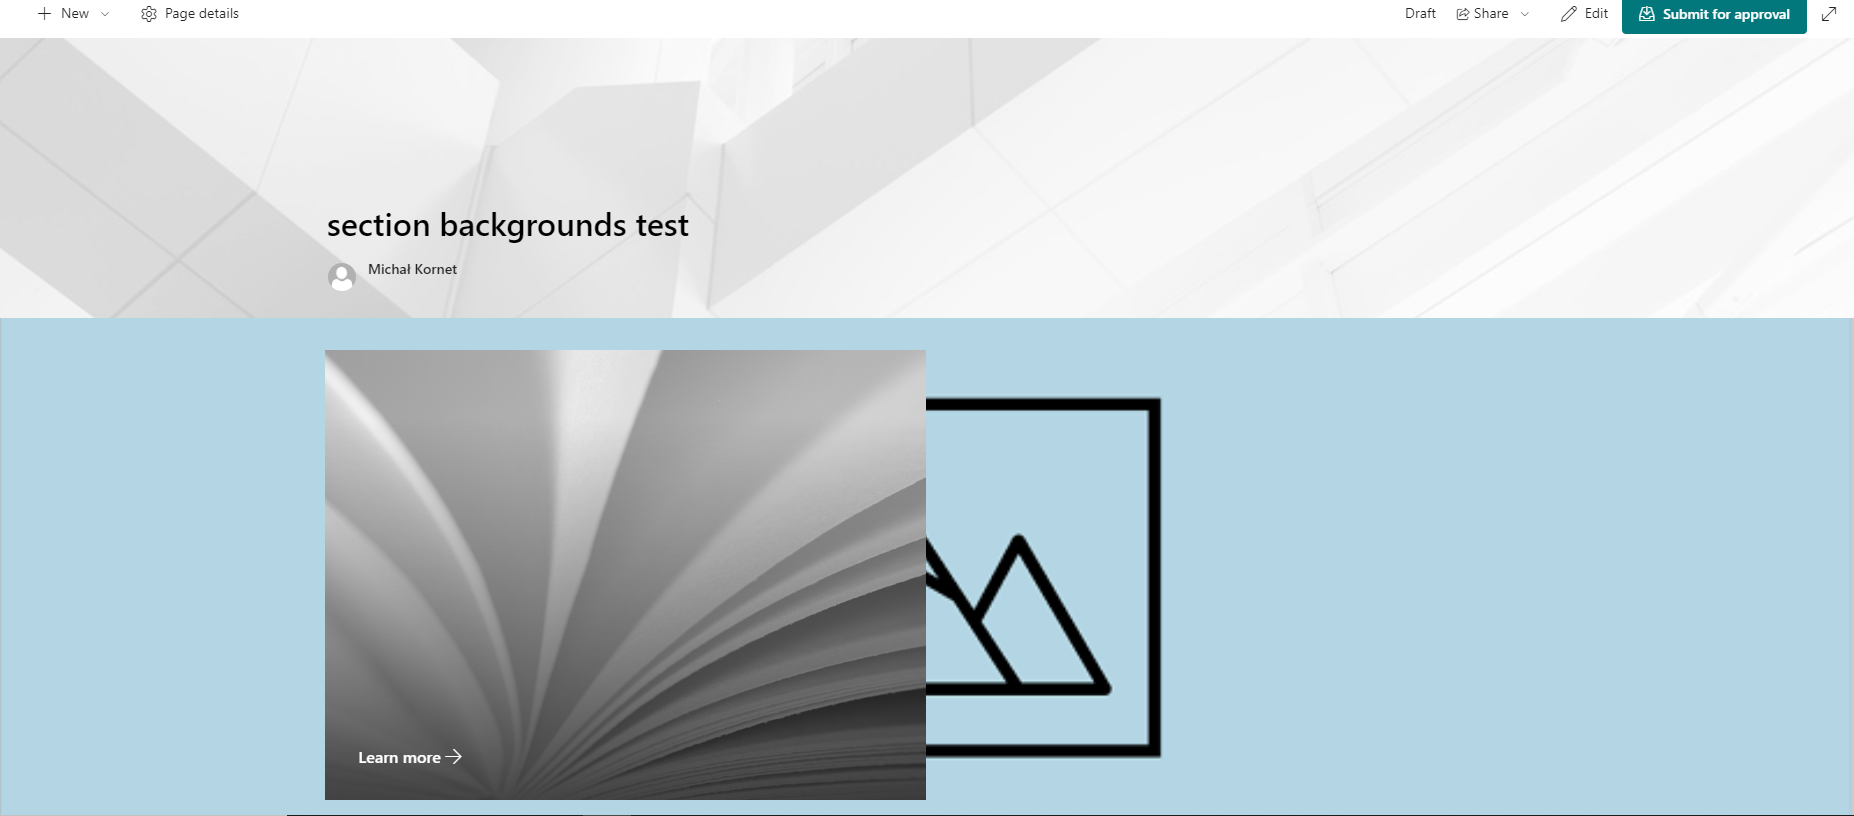 New
Page details
Draft
Share
Edit
Submit for approval
section backgrounds test
Michał Kornet
Learn more